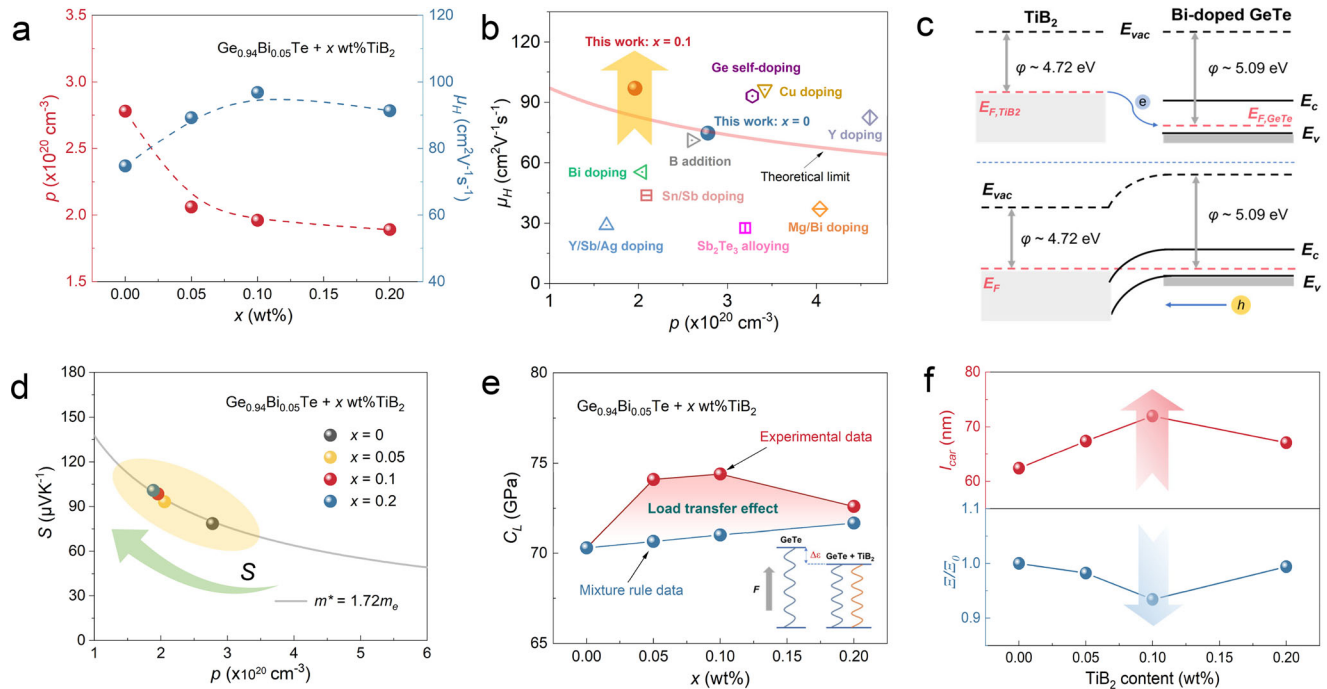 a
Ge0.94Bi0.05Te + x wt%TiB2
p (x10^20 cm^-3)
3.5
3.0
2.5
2.0
1.5
120
100
80
60
40
μH (cm^2V^-1s^-1)
0.00 0.05 0.10 0.15 0.20
x (wt%)
b
μH (cm^2V^-1s^-1)
120
90
60
30
0
This work: x = 0.1
Ge self-doping
Cu doping
This work: x = 0
Y doping
B addition
Theoretical limit
Bi doping
Sn/Sb doping
Y/Sb/Ag doping
Sb2Te3 alloying
Mg/Bi doping
1 2 3 4
p (x10^20 cm^-3)
c
TiB2
Evac
Bi-doped GeTe
φ ~ 4.72 eV
φ ~ 5.09 eV
e
EF,TiB2
EF,GeTe
Ec
Ev
Evac
φ ~ 4.72 eV
φ ~ 5.09 eV
Ec
EF
Ev
h
d
S (μVK^-1)
180
150
120
90
60
30
0
Ge0.94Bi0.05Te + x wt%TiB2
x = 0
x = 0.05
x = 0.1
x = 0.2
S
m* = 1.72me
1 2 3 4 5 6
p (x10^20 cm^-3)
e
CL (GPa)
80
75
70
65
Ge0.94Bi0.05Te + x wt%TiB2
Experimental data
Load transfer effect
Mixture rule data
GeTe
Δε
GeTe + TiB2
F
0.00 0.05 0.10 0.15 0.20
x (wt%)
f
lcar (nm)
80
70
60
1.1
Ξ/Ξ0
1.0
0.9
0.00 0.05 0.10 0.15 0.20
TiB2 content (wt%)